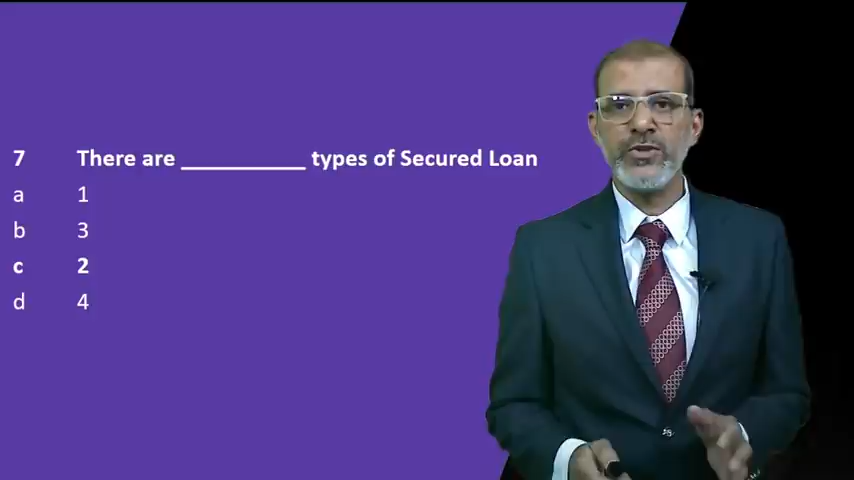 7 There are __________ types of Secured Loan
a 1
b 3
c 2
d 4